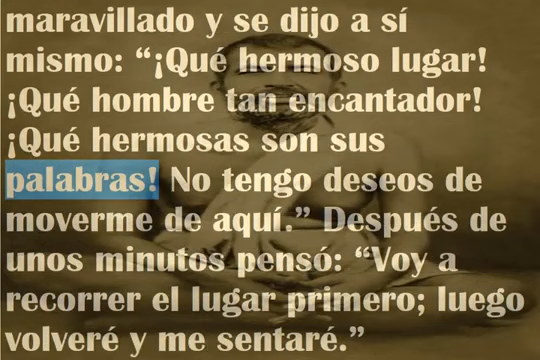 maravillado y se dijo a sí
mismo: “¡Qué hermoso lugar!
¡Qué hombre tan encantador!
¡Qué hermosas son sus
palabras! No tengo deseos de
moverme de aquí.” Después de
unos minutos pensó: “Voy a
recorrer el lugar primero; luego
volveré y me sentaré.”